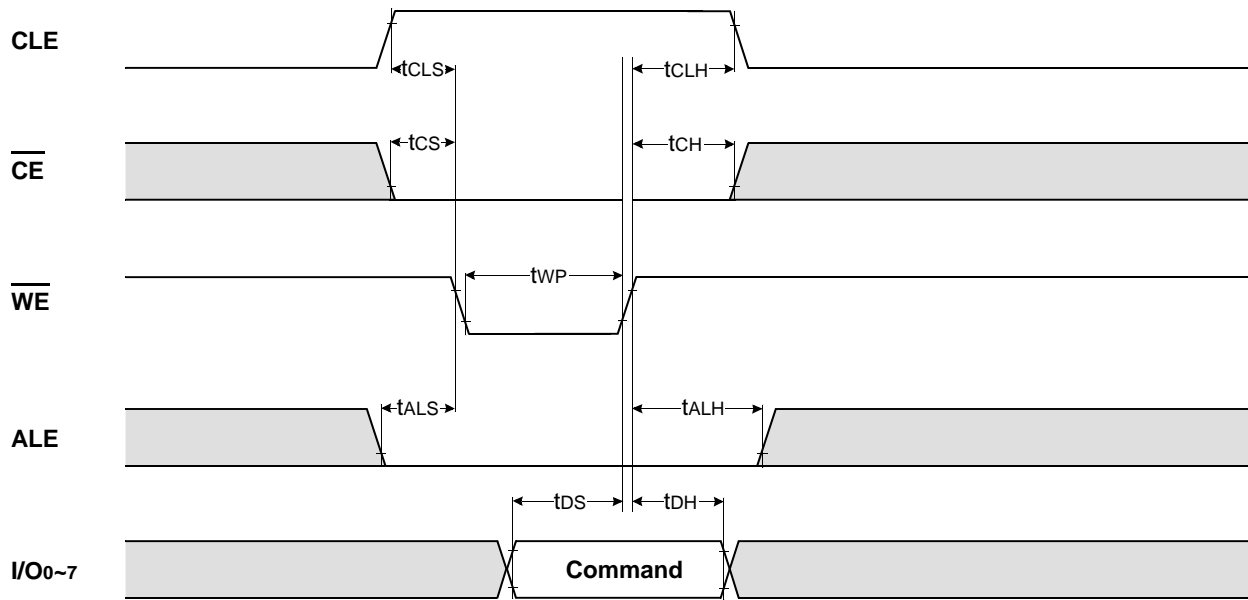 CLE
tCLS
tCLH
CE
tCS
tCH
WE
tWP
ALE
tALS
tALH
tDS
tDH
I/O0~7
Command